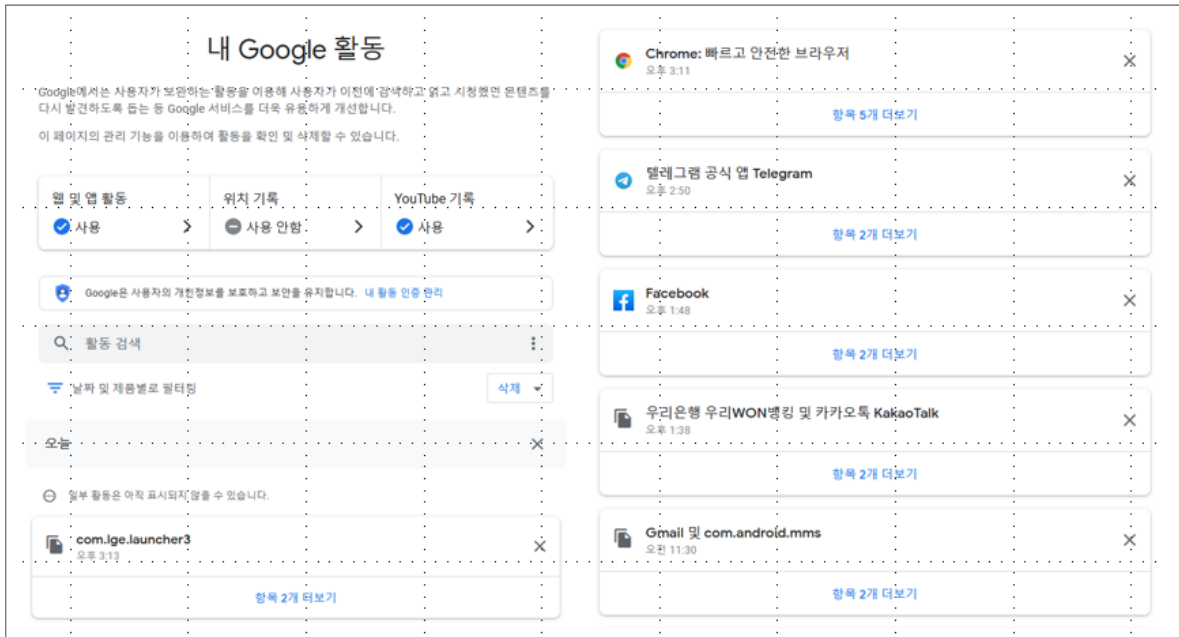 내 Google 활동
Google에서는 사용자가 보관하는 활동을 이용해 사용자가 이전에 검색하고 읽고 시청했던 콘텐츠를
다시 발견하도록 돕는 등 Google 서비스를 더욱 유용하게 개선합니다.
이 페이지의 관리 기능을 이용하여 활동을 확인 및 삭제할 수 있습니다.
웹 및 앱 활동
사용
위치 기록
사용 안함
YouTube 기록
사용
Google은 사용자의 개인정보를 보호하고 보안을 유지합니다. 내 활동 인증 관리
활동 검색
날짜 및 제품별로 필터링
삭제
오늘
일부 활동은 아직 표시되지 않을 수 있습니다.
com.lge.launcher3
오후 3:13
항목 2개 더보기
Chrome: 빠르고 안전한 브라우저
오후 3:11
항목 5개 더보기
텔레그램 공식 앱 Telegram
오후 2:50
항목 2개 더보기
Facebook
오후 1:48
항목 2개 더보기
우리은행 우리WON뱅킹 및 카카오톡 KakaoTalk
오후 1:38
항목 2개 더보기
Gmail 및 com.android.mms
오전 11:30
항목 2개 더보기